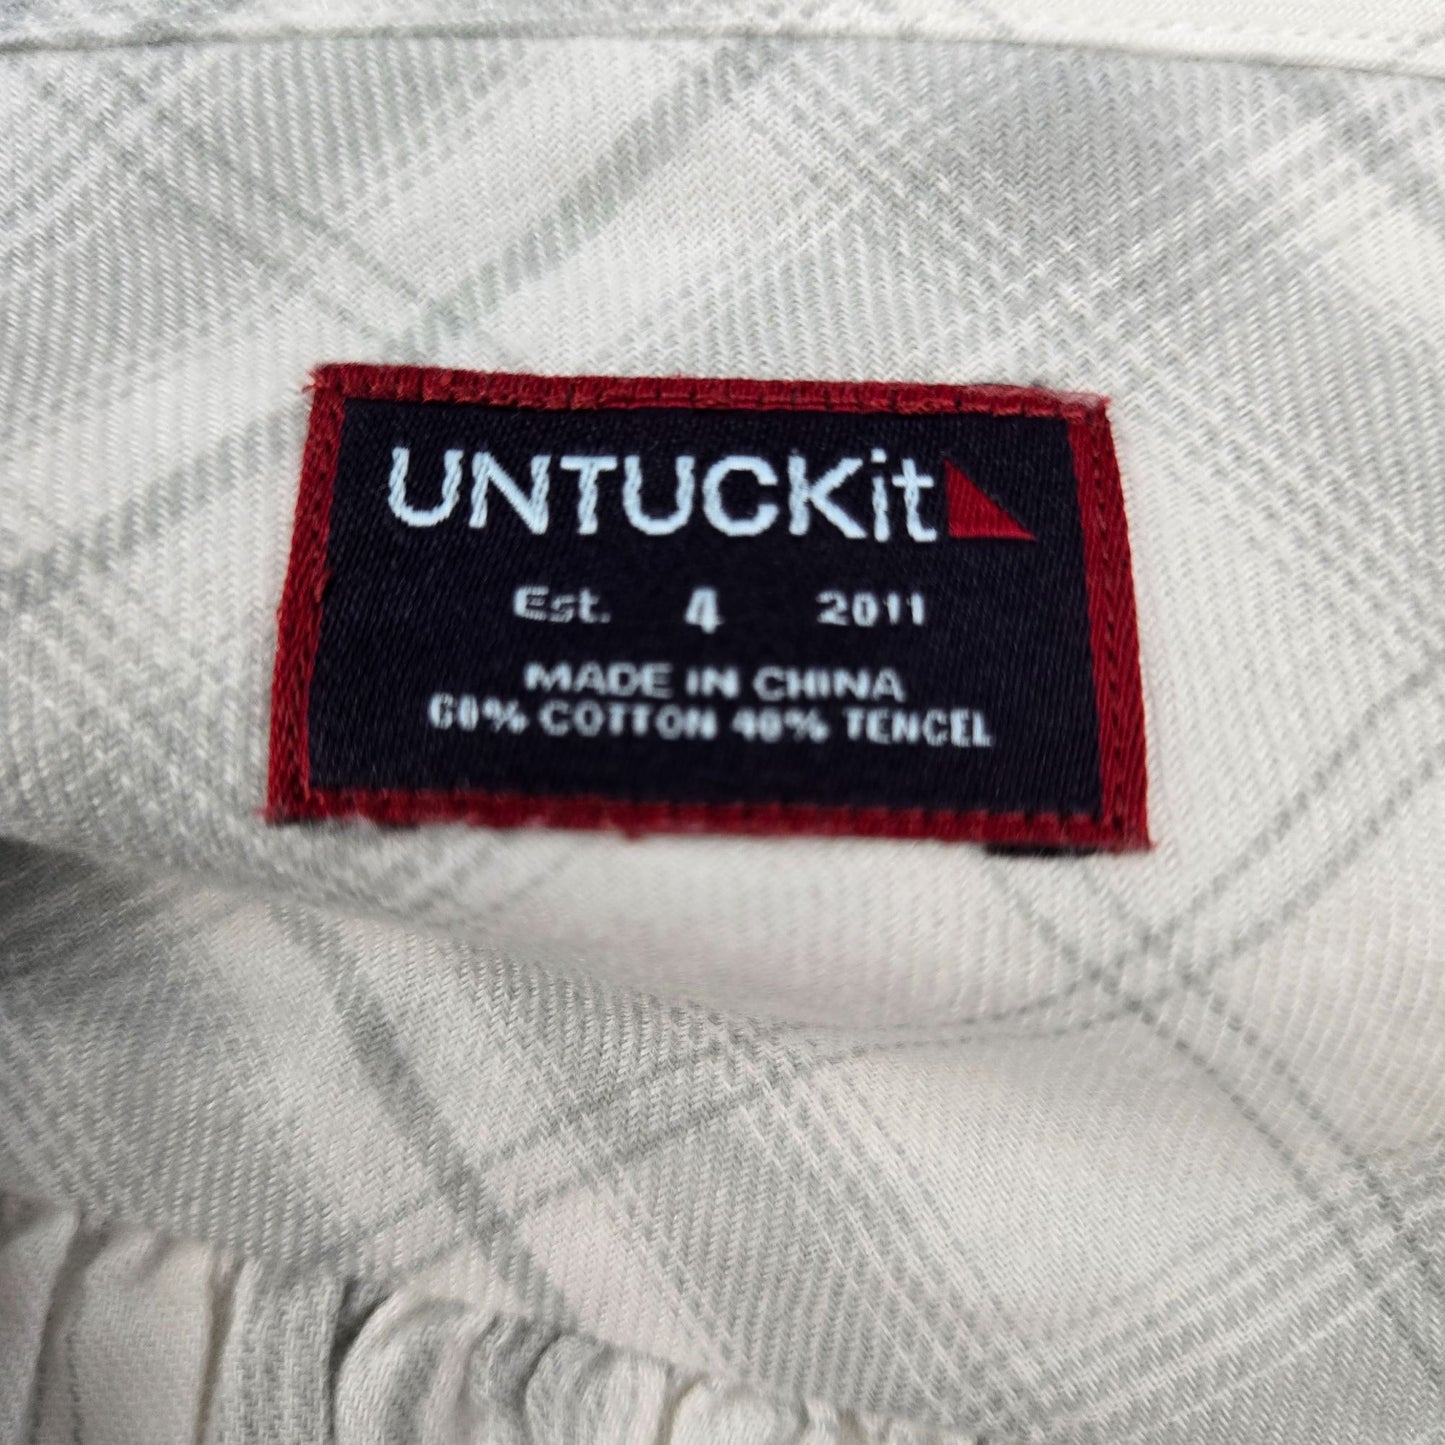 UNTUCKit
Est. 4 2011
MADE IN CHINA
60% COTTON 40% TENCEL